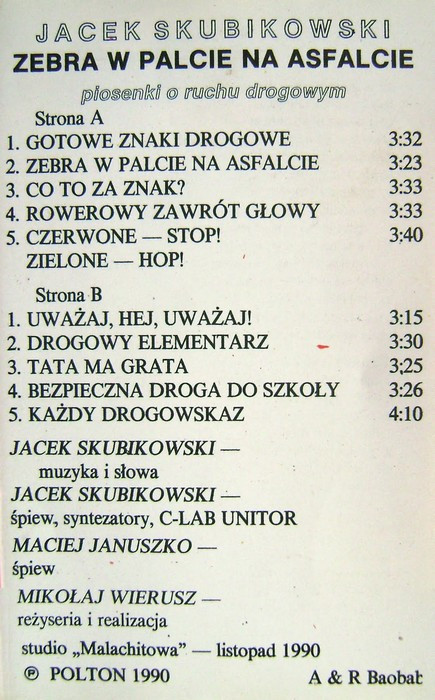 JACEK SKUBIKOWSKI
ZEBRA W PALCIE NA ASFALCIE
piosenki o ruchu drogowym
Strona A
1. GOTOWE ZNAKI DROGOWE 3:32
2. ZEBRA W PALCIE NA ASFALCIE 3:23
3. CO TO ZA ZNAK? 3:33
4. ROWEROWY ZAWRÓT GŁOWY 3:33
5. CZERWONE — STOP! 3:40
ZIELONE — HOP!
Strona B
1. UWAŻAJ, HEJ, UWAŻAJ! 3:15
2. DROGOWY ELEMENTARZ 3:30
3. TATA MA GRATA 3;25
4. BEZPIECZNA DROGA DO SZKOŁY 3:26
5. KAŻDY DROGOWSKAZ 4:10
JACEK SKUBIKOWSKI —
muzyka i słowa
JACEK SKUBIKOWSKI —
śpiew, syntezatory, C-LAB UNITOR
MACIEJ JANUSZKO —
śpiew
MIKOŁAJ WIERUSZ —
reżyseria i realizacja
studio „Malachitowa” — listopad 1990
℗ POLTON 1990 A & R Baobab